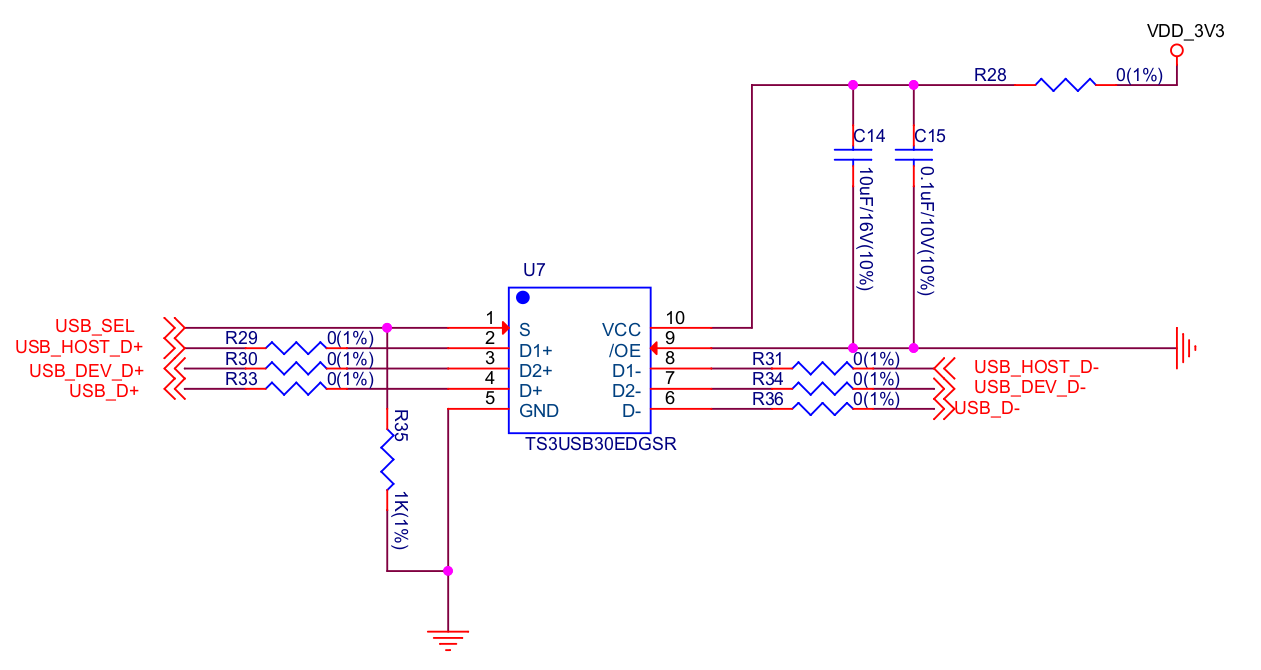 VDD_3V3
R28 0(1%)
C14 C15
10uF/16V(10%)
0.1uF/10V(10%)
U7
USB_SEL 1 S VCC 10
USB_HOST_D+ R29 0(1%) 2 D1+ /OE 9
USB_DEV_D+ R30 0(1%) 3 D2+ D1- 8 R31 0(1%) USB_HOST_D-
USB_D+ R33 0(1%) 4 D+ D2- 7 R34 0(1%) USB_DEV_D-
5 GND D- 6 R36 0(1%) USB_D-
TS3USB30EDGSR
R35
1K(1%)